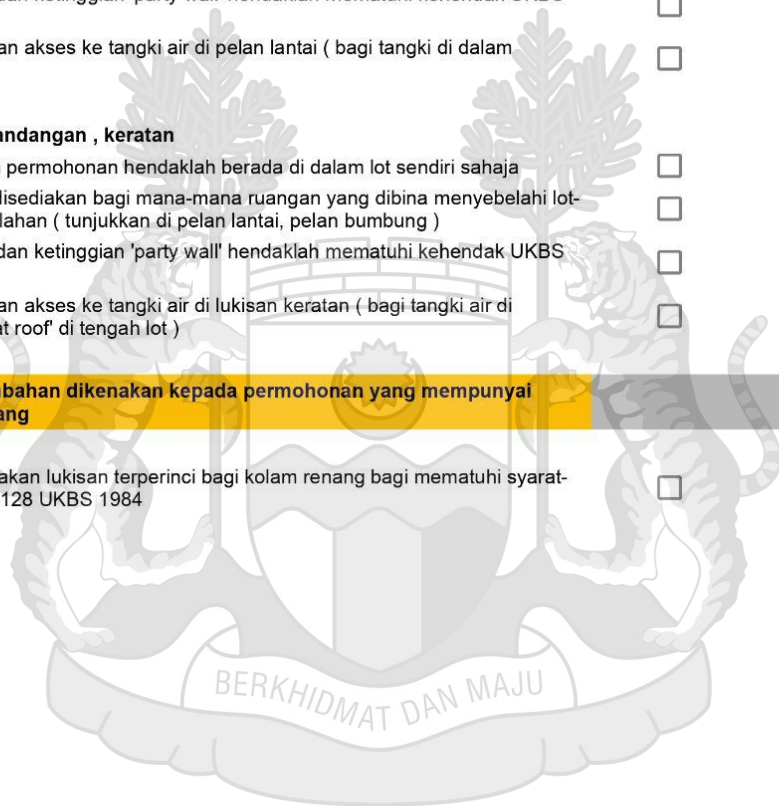 an akses ke tangki air di pelan lantai ( bagi tangki di dalam
andangan , keratan
permohonan hendaklah berada di dalam lot sendiri sahaja
disediakan bagi mana-mana ruangan yang dibina menyebelahi lot-
lahan ( tunjukkan di pelan lantai, pelan bumbung )
dan ketinggian 'party wall' hendaklah mematuhi kehendak UKBS
an akses ke tangki air di lukisan keratan ( bagi tangki air di
at roof' di tengah lot )
bahan dikenakan kepada permohonan yang mempunyai
ang
akan lukisan terperinci bagi kolam renang bagi mematuhi syarat-
128 UKBS 1984
BERKHIDMAT DAN MAJU